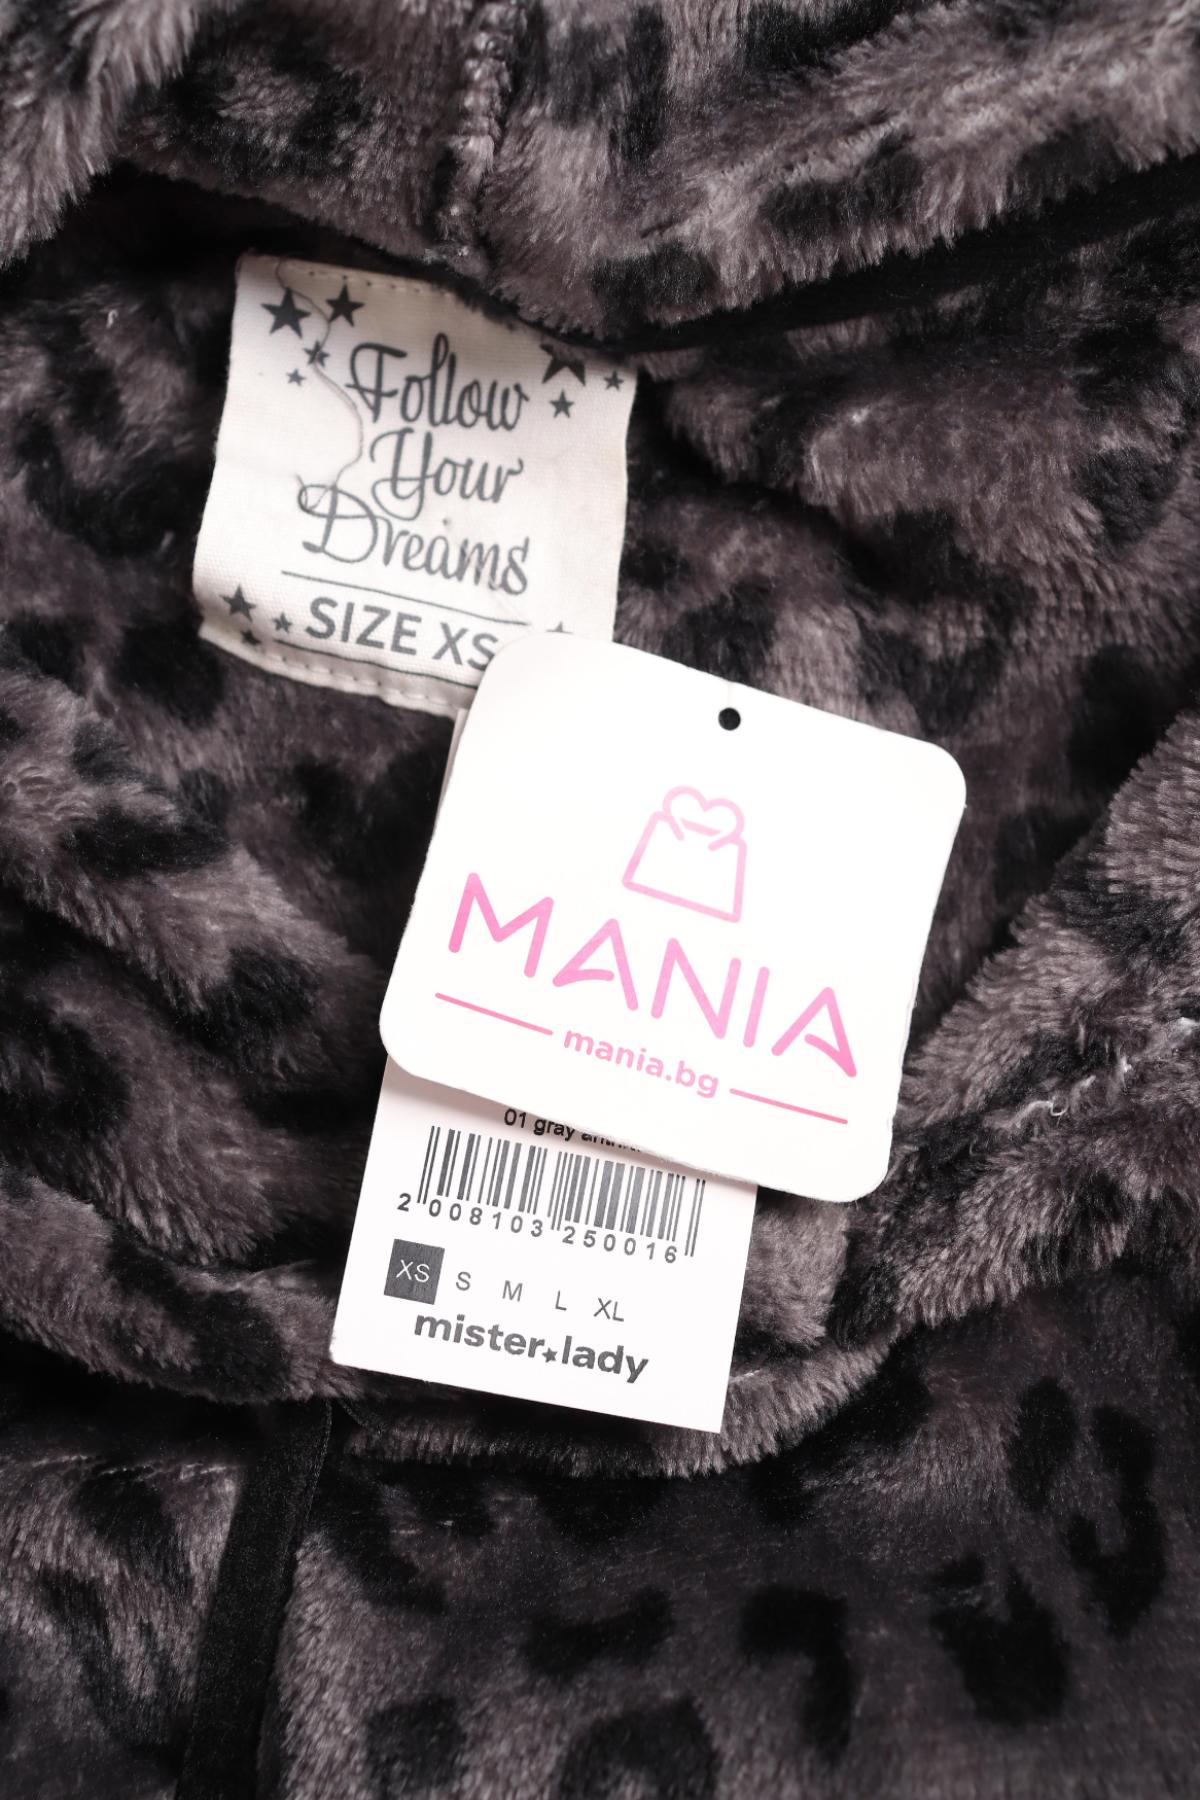 Follow
Your
Dreams
SIZE XS
MANIA
mania.bg
01 gray
2 008103 250016
XS S M L XL
mister★lady